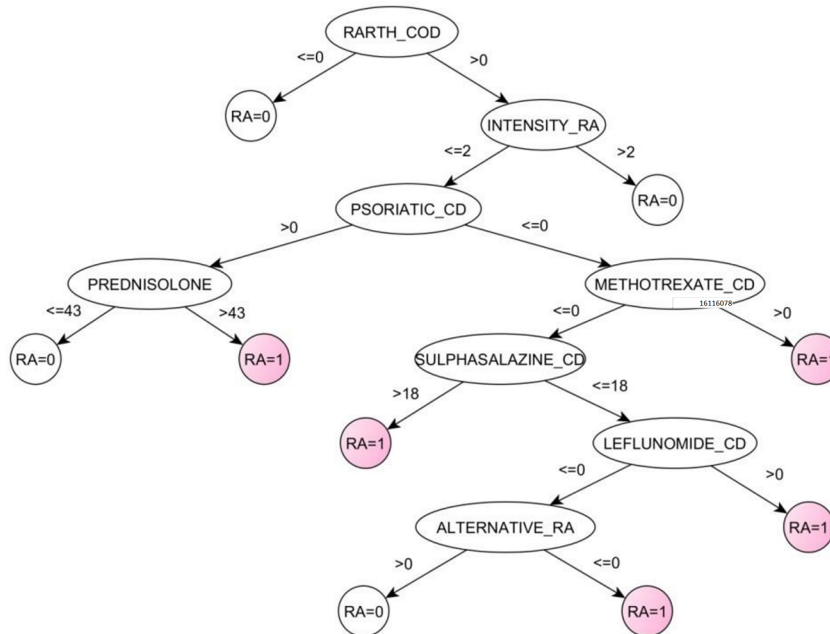 RARTH_COD
<=0
>0
RA=0
INTENSITY_RA
<=2
>2
PSORIATIC_CD
RA=0
>0
<=0
PREDNISOLONE
METHOTREXATE_CD
16116078
<=43
>43
<=0
>0
RA=0
RA=1
SULPHASALAZINE_CD
RA=1
>18
<=18
RA=1
LEFLUNOMIDE_CD
<=0
>0
ALTERNATIVE_RA
RA=1
>0
<=0
RA=0
RA=1